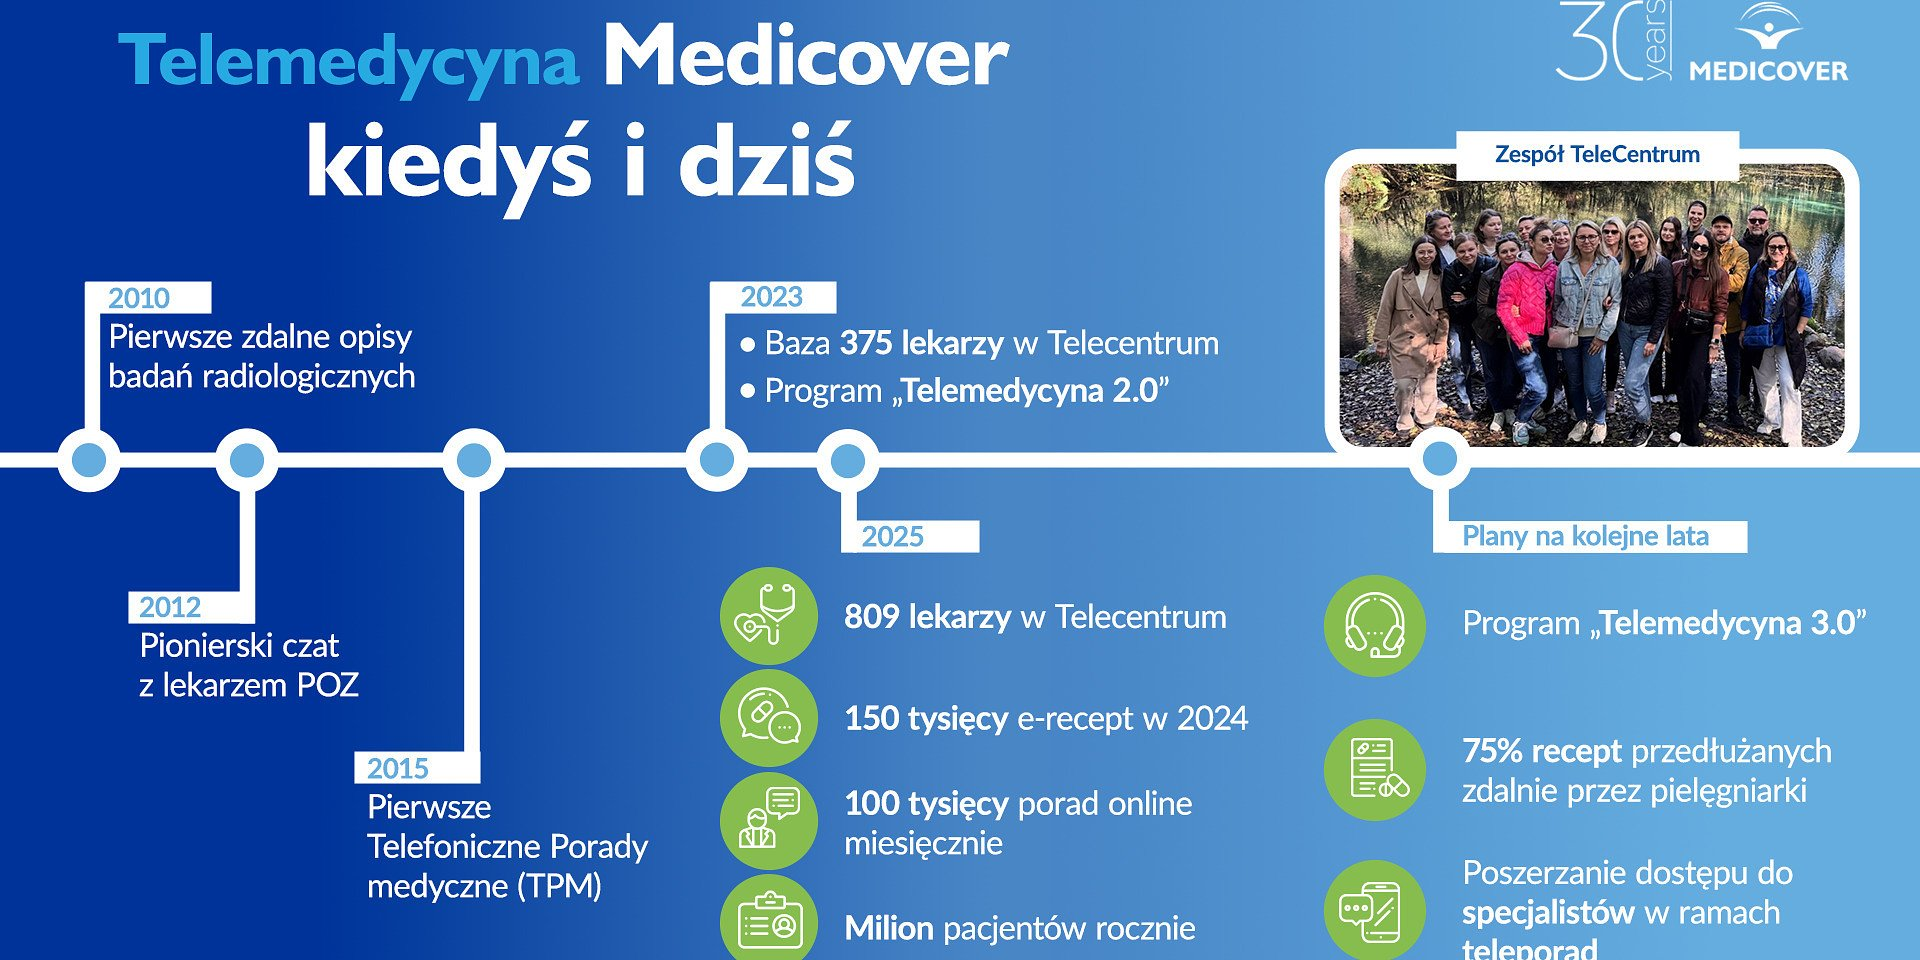 Telemedycyna Medicover
kiedyś i dziś
30 years
MEDICOVER
Zespół TeleCentrum
2010
Pierwsze zdalne opisy
badań radiologicznych
2012
Pionierski czat
z lekarzem POZ
2015
Pierwsze
Telefoniczne Porady
medyczne (TPM)
2023
• Baza 375 lekarzy w Telecentrum
• Program „Telemedycyna 2.0”
2025
809 lekarzy w Telecentrum
150 tysięcy e-recept w 2024
100 tysięcy porad online
miesięcznie
Milion pacjentów rocznie
Plany na kolejne lata
Program „Telemedycyna 3.0”
75% recept przedłużanych
zdalnie przez pielęgniarki
Poszerzanie dostępu do
specjalistów w ramach
teleporad